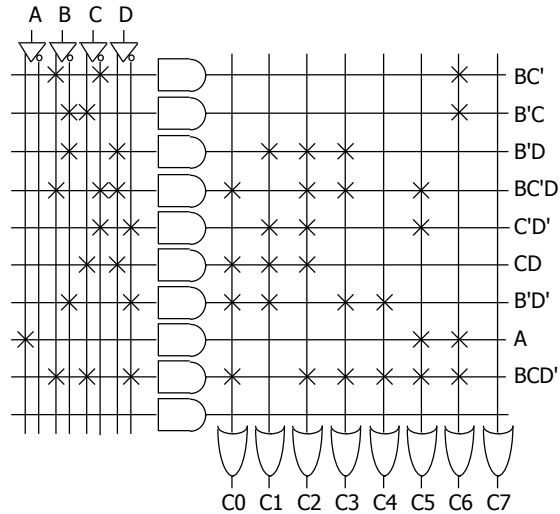 A B C D
BC'
B'C
B'D
BC'D
C'D'
CD
B'D'
A
BCD'
C0 C1 C2 C3 C4 C5 C6 C7